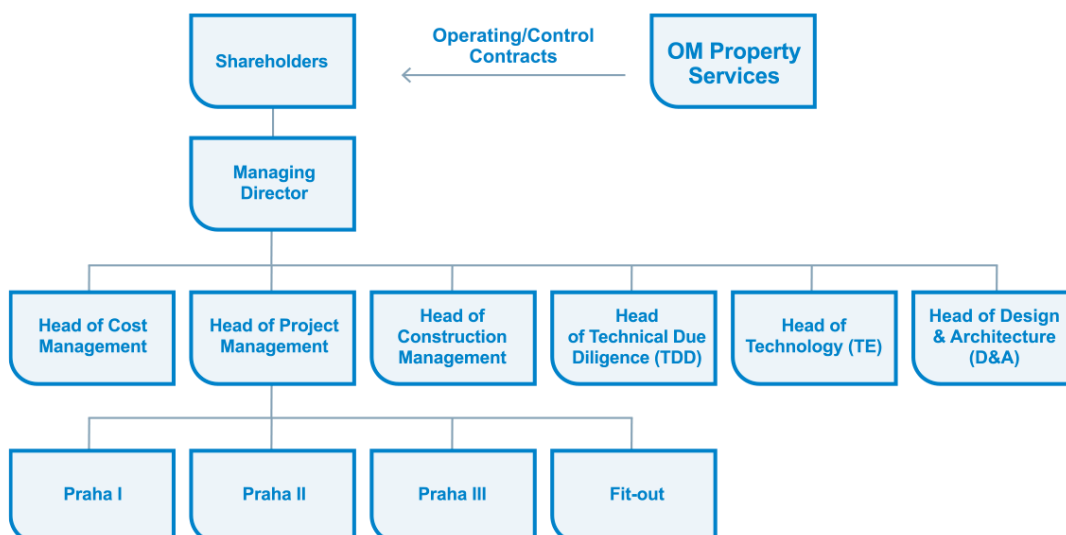 Shareholders
Operating/Control
Contracts
OM Property
Services
Managing
Director
Head of Cost
Management
Head of Project
Management
Head of
Construction
Management
Head
of Technical Due
Diligence (TDD)
Head of
Technology (TE)
Head of Design
& Architecture
(D&A)
Praha I
Praha II
Praha III
Fit-out